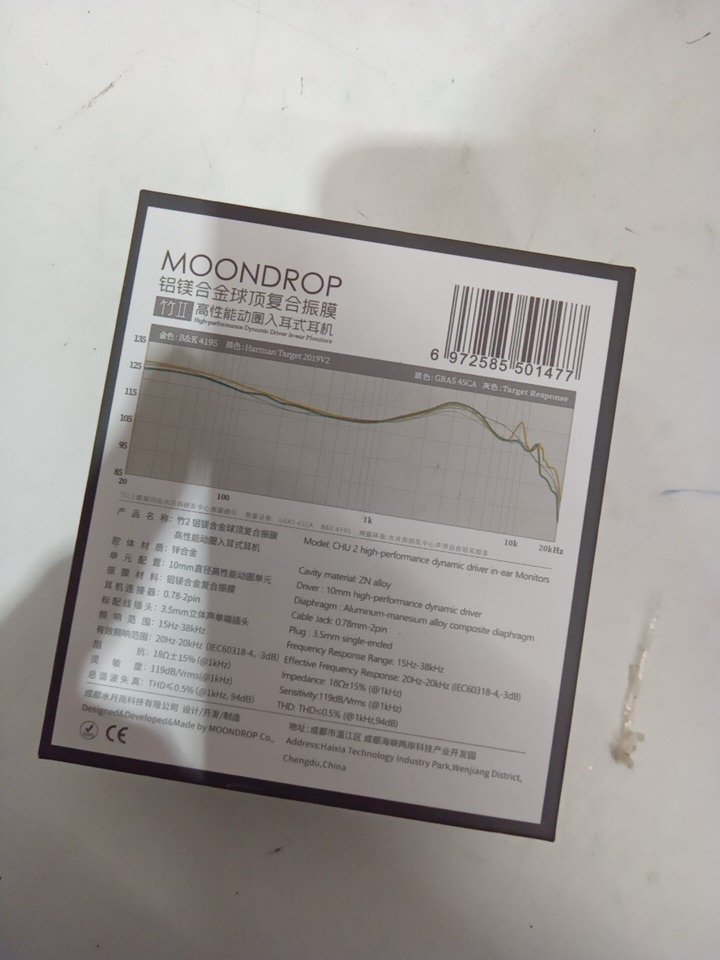 MOONDROP
铝镁合金球顶复合振膜
竹II 高性能动圈入耳式耳机
High-performance Dynamic Driver in-ear Monitors
6 972585 501477
金色: B&K 4195 黑色: Harman Target 2019V2
蓝色: GRAS 45CA 灰色: Target Response
135
125
115
105
95
85
20
100
1k
10k
20kHz
GRAS 45CA B&K 4195
产品名称: 竹2 铝镁合金球顶复合振膜
高性能动圈入耳式耳机
腔体材质: 锌合金
单元配置: 10mm直径高性能动圈单元
振膜材料: 铝镁合金复合振膜
耳机连接器: 0.78-2pin
标配线插头: 3.5mm立体声单端插头
频响范围: 15Hz-38kHz
有效频响范围: 20Hz-20kHz (IEC60318-4, -3dB)
阻抗: 18Ω±15% (@1kHz)
灵敏度: 119dB/Vrms(@1kHz)
总谐波失真: THD≤0.5% (@1kHz, 94dB)
Model: CHU 2 high-performance dynamic driver in-ear Monitors
Cavity material: ZN alloy
Driver : 10mm high-performance dynamic driver
Diaphragm : Aluminum-manesium alloy composite diaphragm
Cable Jack: 0.78mm-2pin
Plug : 3.5mm single-ended
Frequency Response Range: 15Hz-38kHz
Effective Frequency Response: 20Hz-20kHz (IEC60318-4,-3dB)
Impedance: 18Ω±15% (@1kHz)
Sensitivity:119dB/Vrms (@1kHz)
THD: THD≤0.5% (@1kHz,94dB)
成都水月雨科技有限公司 设计/开发/制造
Designed&Developed&Made by MOONDROP Co.,
CE
地址: 成都市温江区 成都海峡两岸科技产业开发园
Address:Haixia Technology Industry Park,Wenjiang District,
Chengdu,China